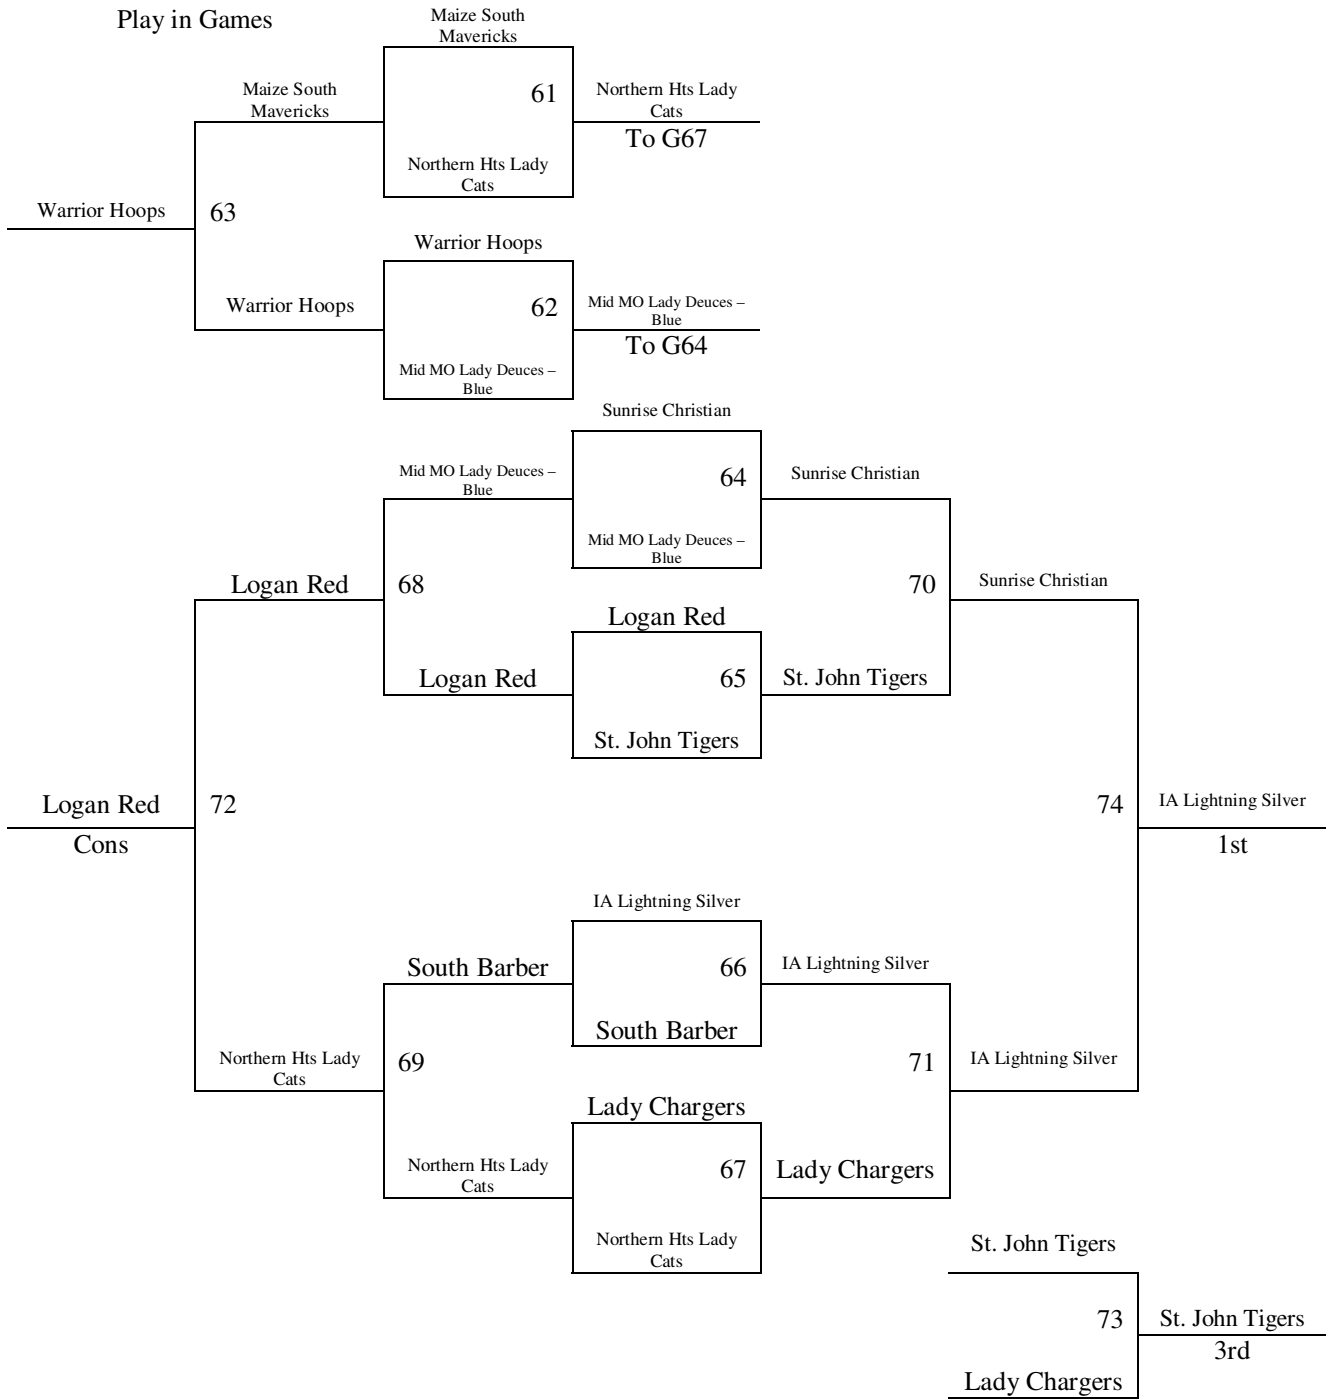 Play in Games
Maize South
Mavericks
Maize South
Mavericks
61
Northern Hts Lady
Cats
To G67
Northern Hts Lady
Cats
Warrior Hoops
63
Warrior Hoops
Warrior Hoops
62
Mid MO Lady Deuces –
Blue
To G64
Mid MO Lady Deuces –
Blue
Sunrise Christian
Mid MO Lady Deuces –
Blue
64
Sunrise Christian
Mid MO Lady Deuces –
Blue
Logan Red
68
70
Sunrise Christian
Logan Red
Logan Red
65
St. John Tigers
St. John Tigers
Logan Red
Cons
72
74
IA Lightning Silver
1st
IA Lightning Silver
South Barber
66
IA Lightning Silver
South Barber
Northern Hts Lady
Cats
69
71
IA Lightning Silver
Lady Chargers
Northern Hts Lady
Cats
67
Lady Chargers
Northern Hts Lady
Cats
St. John Tigers
73
St. John Tigers
3rd
Lady Chargers